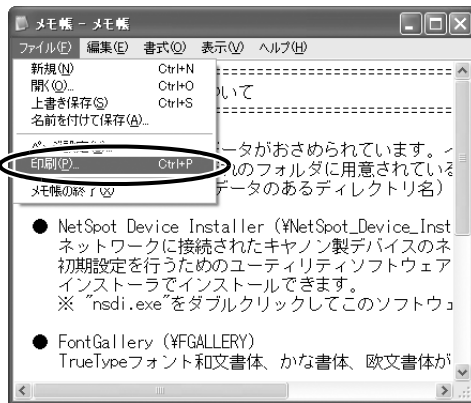 メモ帳 - メモ帳
ファイル(F) 編集(E) 書式(O) 表示(V) ヘルプ(H)
新規(N) Ctrl+N
開く(O)... Ctrl+O
上書き保存(S) Ctrl+S
名前を付けて保存(A)...
印刷(P)... Ctrl+P
メモ帳の終了(X)
いて
データがおさめられています。
のフォルダに用意されている
データのあるディレクトリ名)
● NetSpot Device Installer (¥NetSpot_Device_Inst
ネットワークに接続されたキヤノン製デバイスのネ
初期設定を行うためのユーティリティソフトウェア
インストーラでインストールできます。
※ "nsdi.exe"をダブルクリックしてこのソフトウェ
● FontGallery (¥FGALLERY)
TrueTypeフォント和文書体、かな書体、欧文書体が